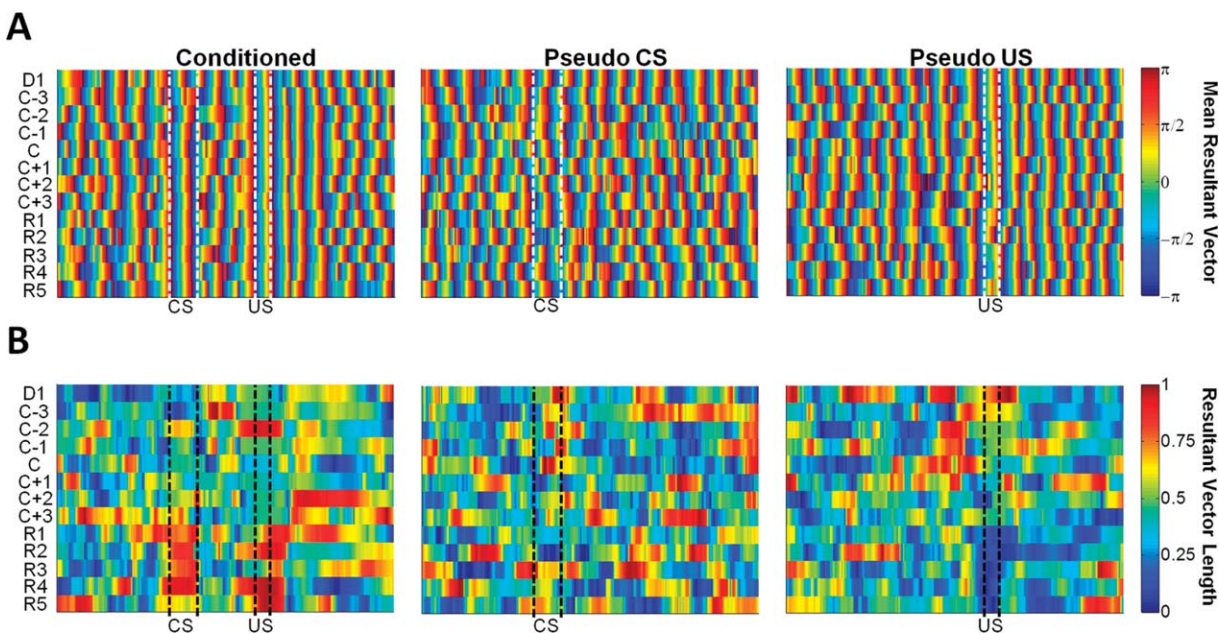 A
Conditioned
Pseudo CS
Pseudo US
D1
C-3
C-2
C-1
C
C+1
C+2
C+3
R1
R2
R3
R4
R5
CS
US
CS
US
π
π/2
0
−π/2
−π
Mean Resultant Vector
B
D1
C-3
C-2
C-1
C
C+1
C+2
C+3
R1
R2
R3
R4
R5
CS
US
CS
US
1
0.75
0.5
0.25
0
Resultant Vector Length